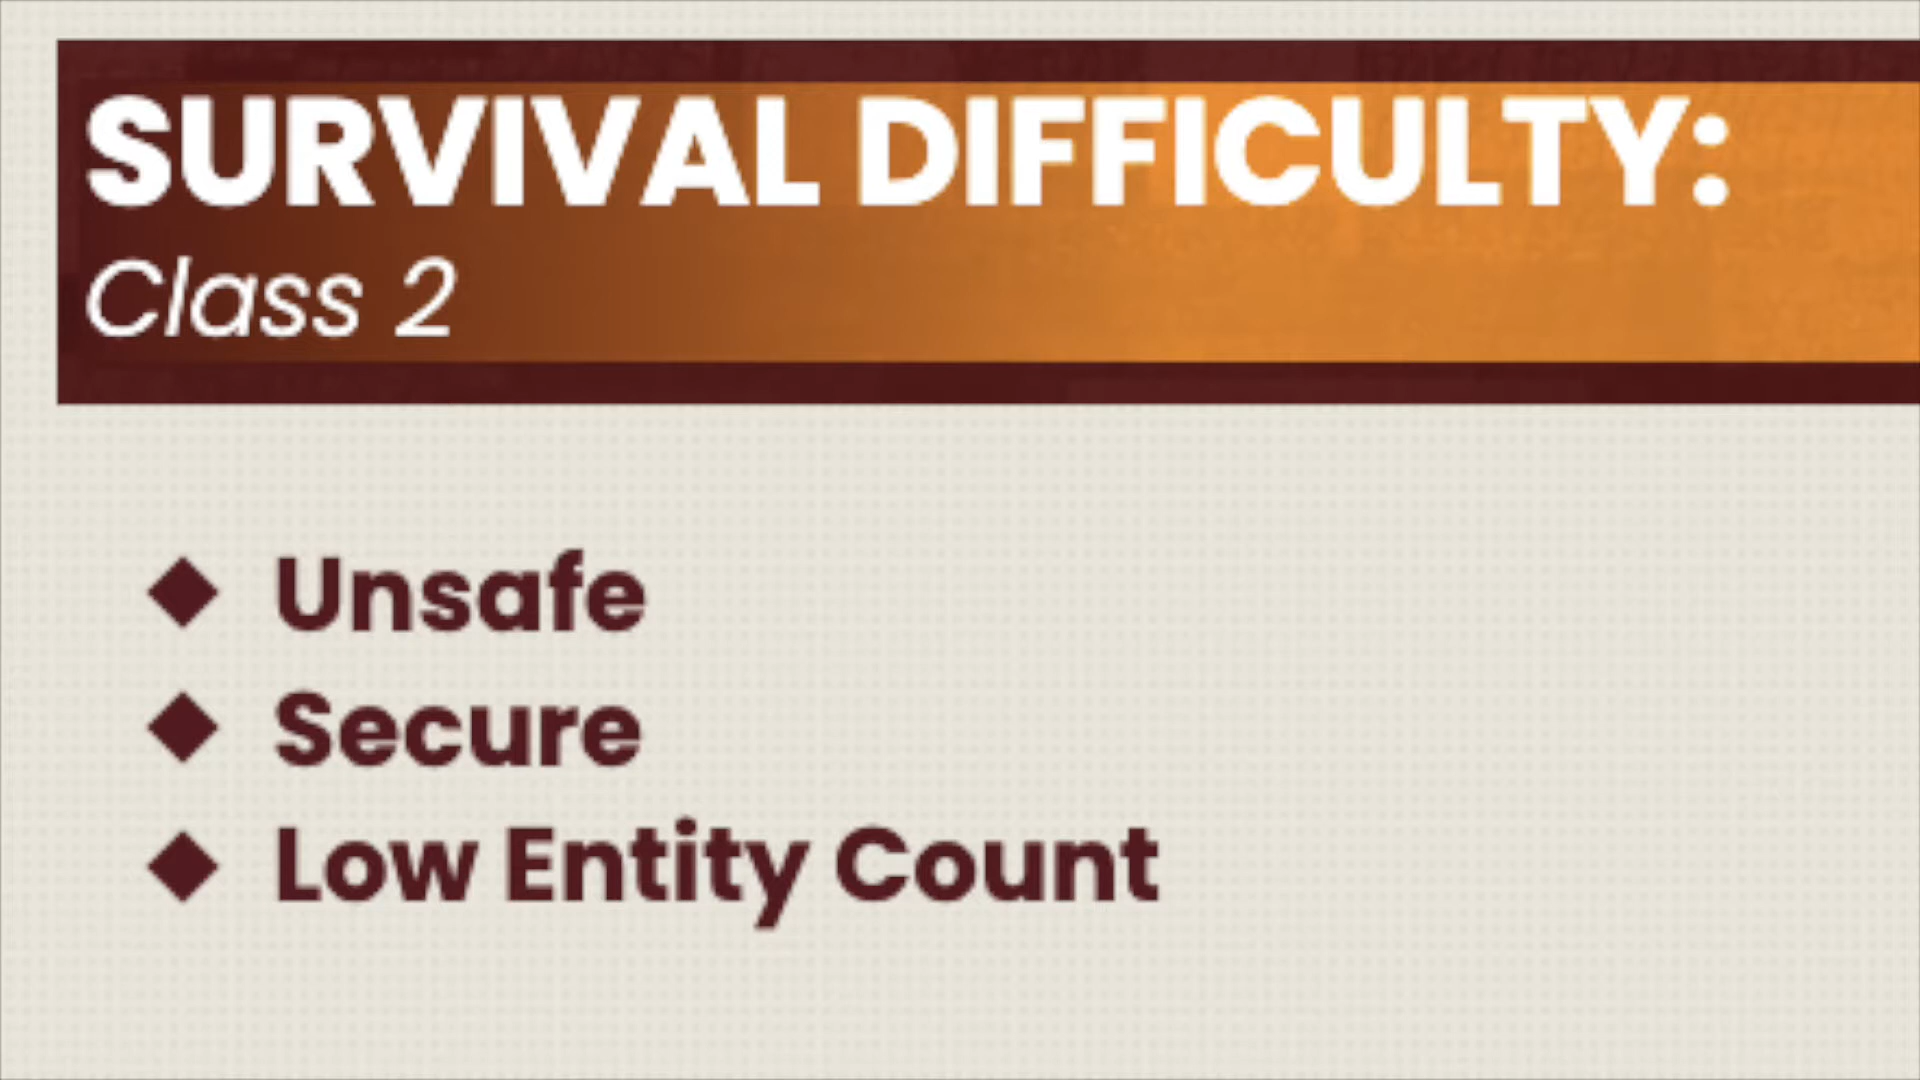 SURVIVAL DIFFICULTY:
Class 2
Unsafe
Secure
Low Entity Count